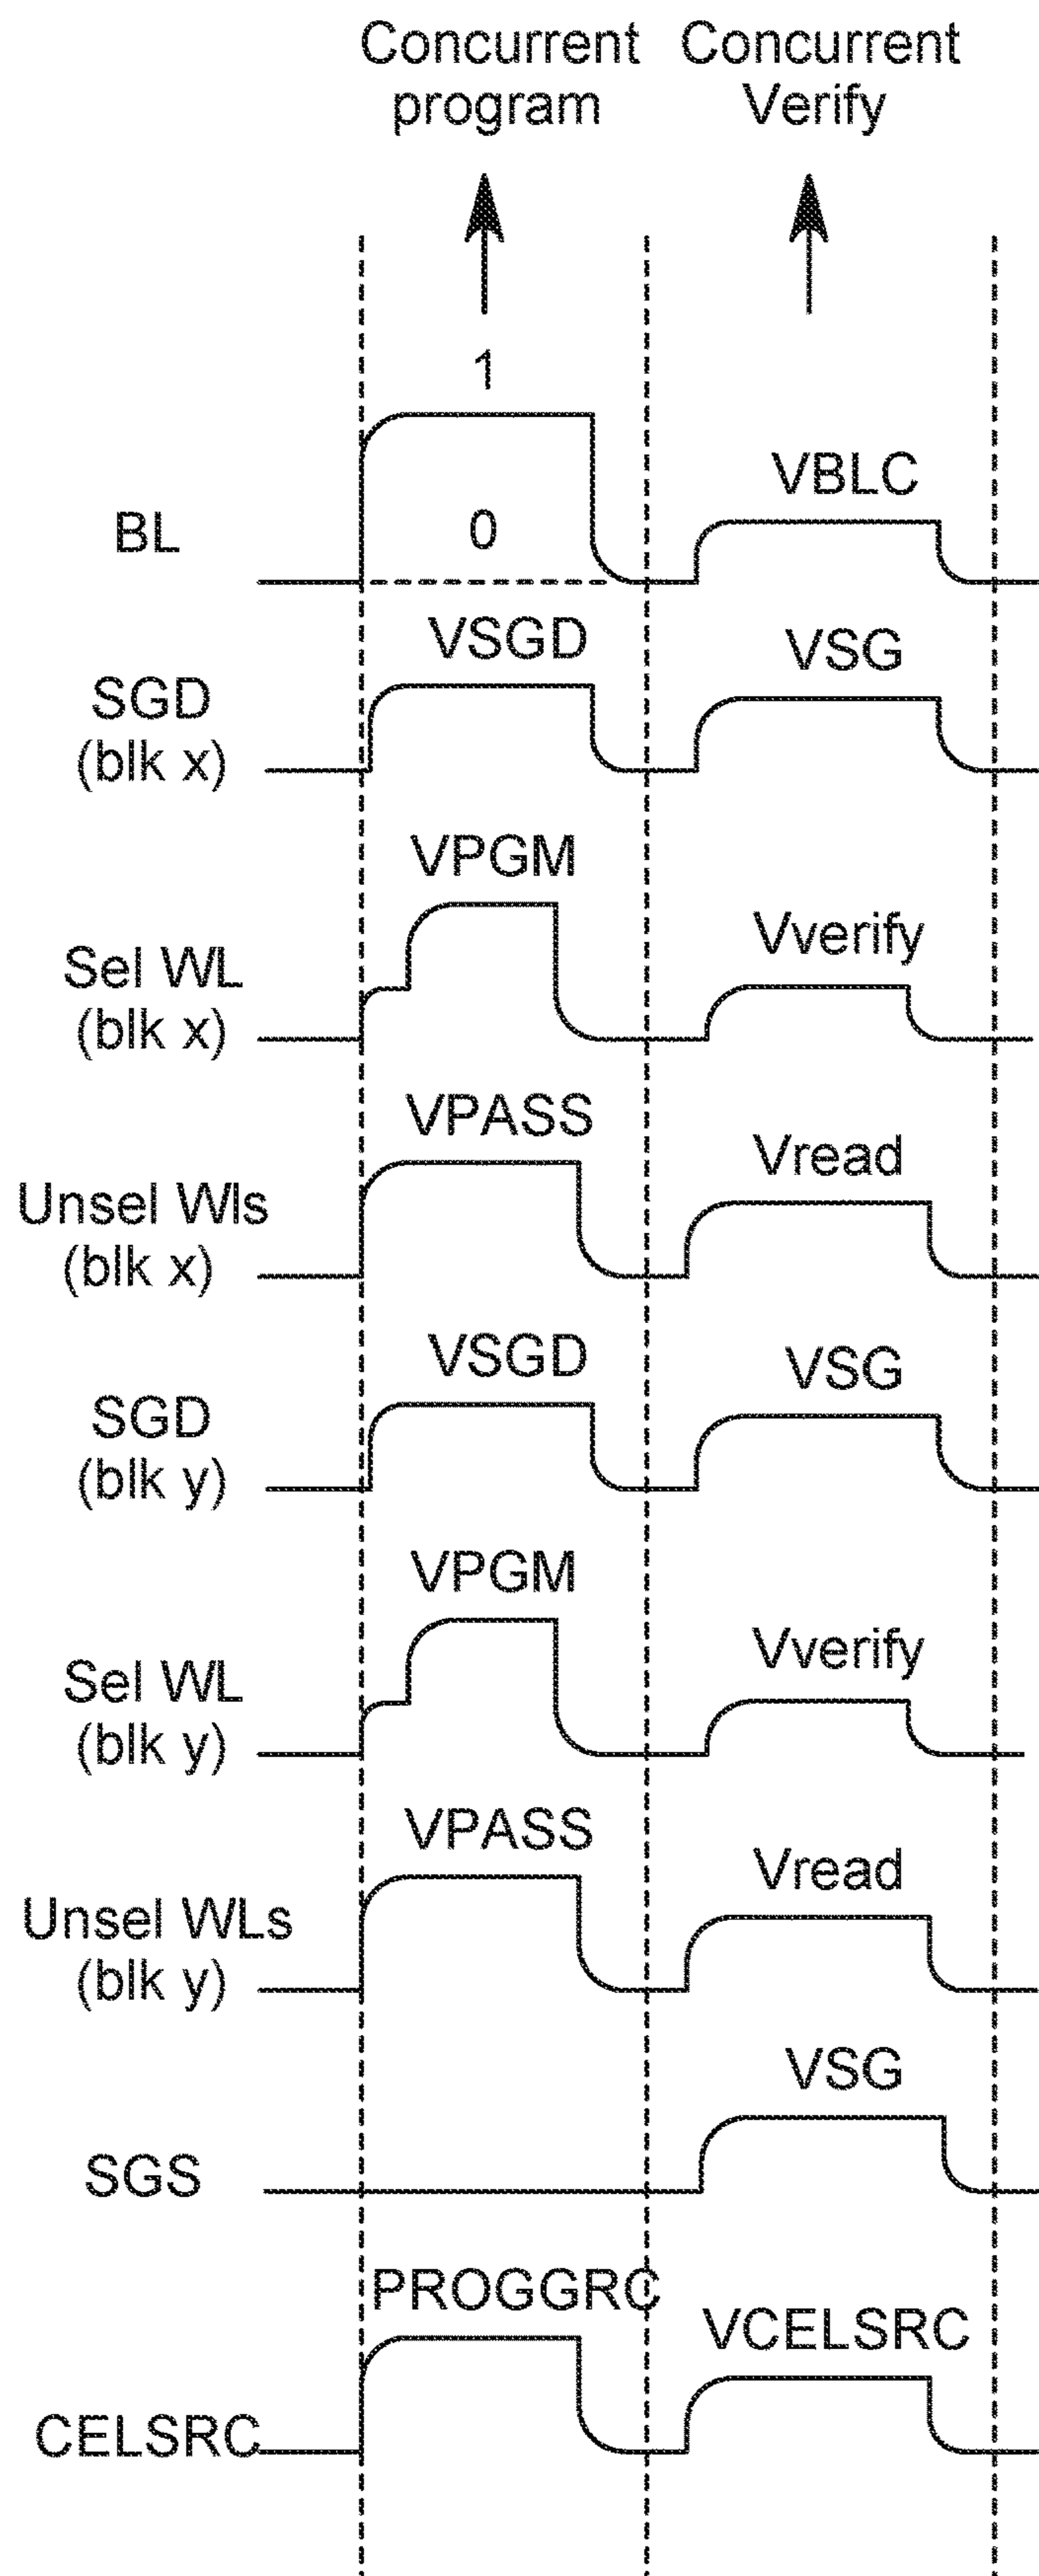 Concurrent program
Concurrent Verify
1
BL
0
VBLC
SGD
(blk x)
VSGD
VSG
Sel WL
(blk x)
VPGM
Vverify
Unsel Wls
(blk x)
VPASS
Vread
SGD
(blk y)
VSGD
VSG
Sel WL
(blk y)
VPGM
Vverify
Unsel WLs
(blk y)
VPASS
Vread
SGS
VSG
CELSRC
PROGGRC
VCELSRC